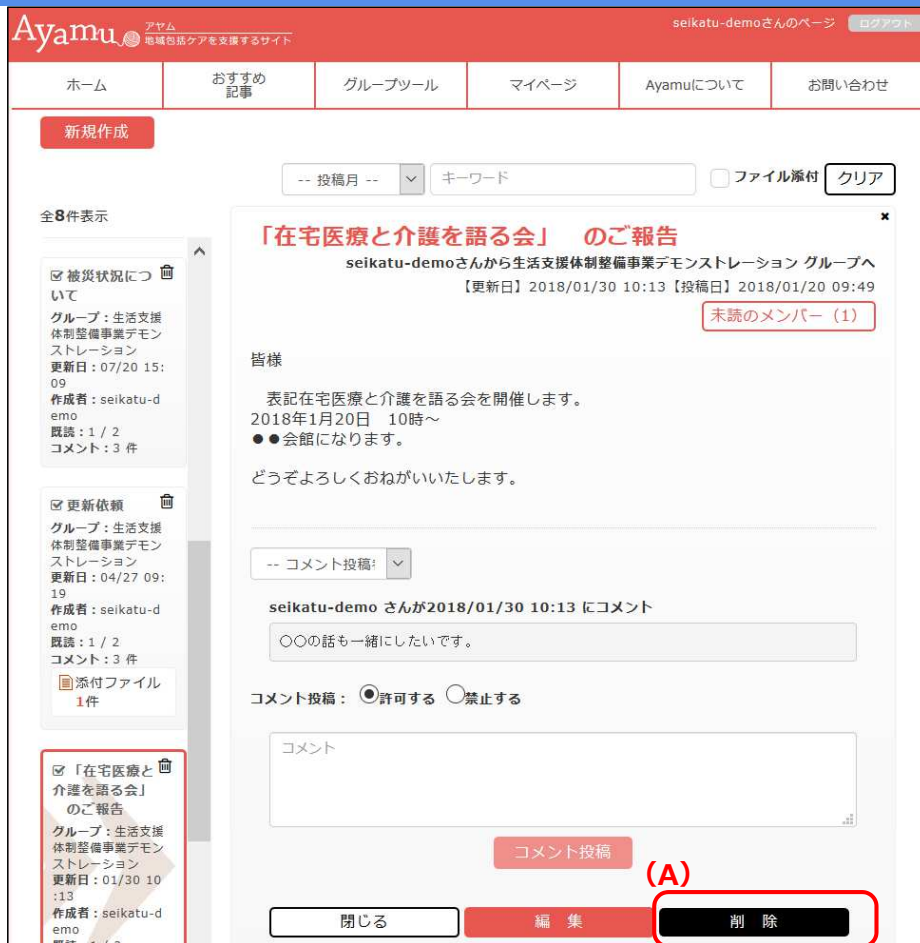 Ayamu アヤム
地域包括ケアを支援するサイト
seikatu-demoさんのページ ログアウト
ホーム おすすめ記事 グループツール マイページ Ayamuについて お問い合わせ
新規作成
-- 投稿月 -- キーワード ファイル添付 クリア
全8件表示
被災状況につ
いて
グループ：生活支援
体制整備事業デモン
ストレーション
更新日：07/20 15:
09
作成者：seikatu-d
emo
既読：1 / 2
コメント：3 件
更新依頼
グループ：生活支援
体制整備事業デモン
ストレーション
更新日：04/27 09:
19
作成者：seikatu-d
emo
既読：1 / 2
コメント：3 件
添付ファイル
1件
「在宅医療と
介護を語る会」
のご報告
グループ：生活支援
体制整備事業デモン
ストレーション
更新日：01/30 10
:13
作成者：seikatu-d
emo
「在宅医療と介護を語る会」　のご報告
seikatu-demoさんから生活支援体制整備事業デモンストレーション グループへ
【更新日】2018/01/30 10:13【投稿日】2018/01/20 09:49
未読のメンバー（1）
皆様
表記在宅医療と介護を語る会を開催します。
2018年1月20日　10時～
●●会館になります。
どうぞよろしくおねがいいたします。
-- コメント投稿
seikatu-demo さんが2018/01/30 10:13 にコメント
〇〇の話も一緒にしたいです。
コメント投稿： 許可する 禁止する
コメント
コメント投稿
（A）
閉じる 編　集 削　除